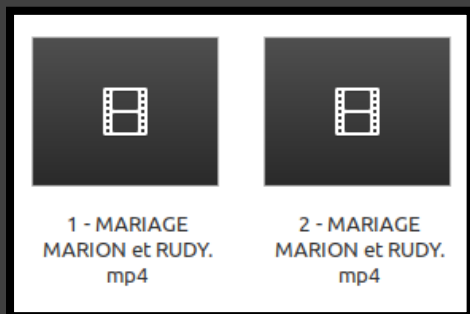 1 - MARIAGE
MARION et RUDY.
mp4
2 - MARIAGE
MARION et RUDY.
mp4